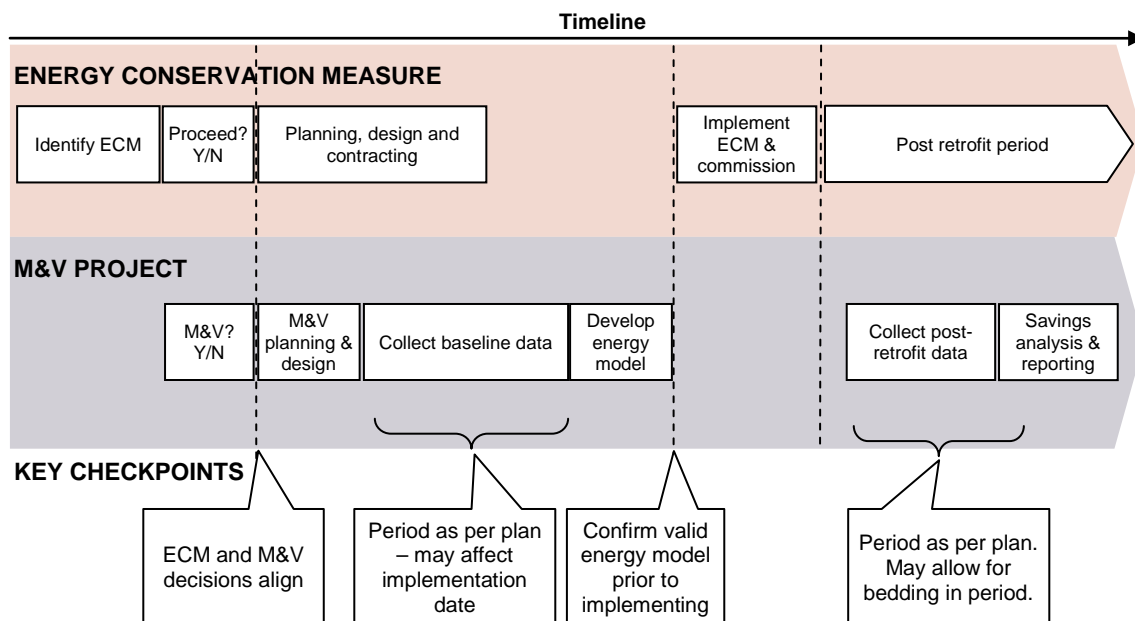 Timeline
ENERGY CONSERVATION MEASURE
Identify ECM
Proceed?
Y/N
Planning, design and
contracting
Implement
ECM &
commission
Post retrofit period
M&V PROJECT
M&V?
Y/N
M&V
planning &
design
Collect baseline data
Develop
energy
model
Collect post-
retrofit data
Savings
analysis &
reporting
KEY CHECKPOINTS
ECM and M&V
decisions align
Period as per plan
– may affect
implementation
date
Confirm valid
energy model
prior to
implementing
Period as per plan.
May allow for
bedding in period.